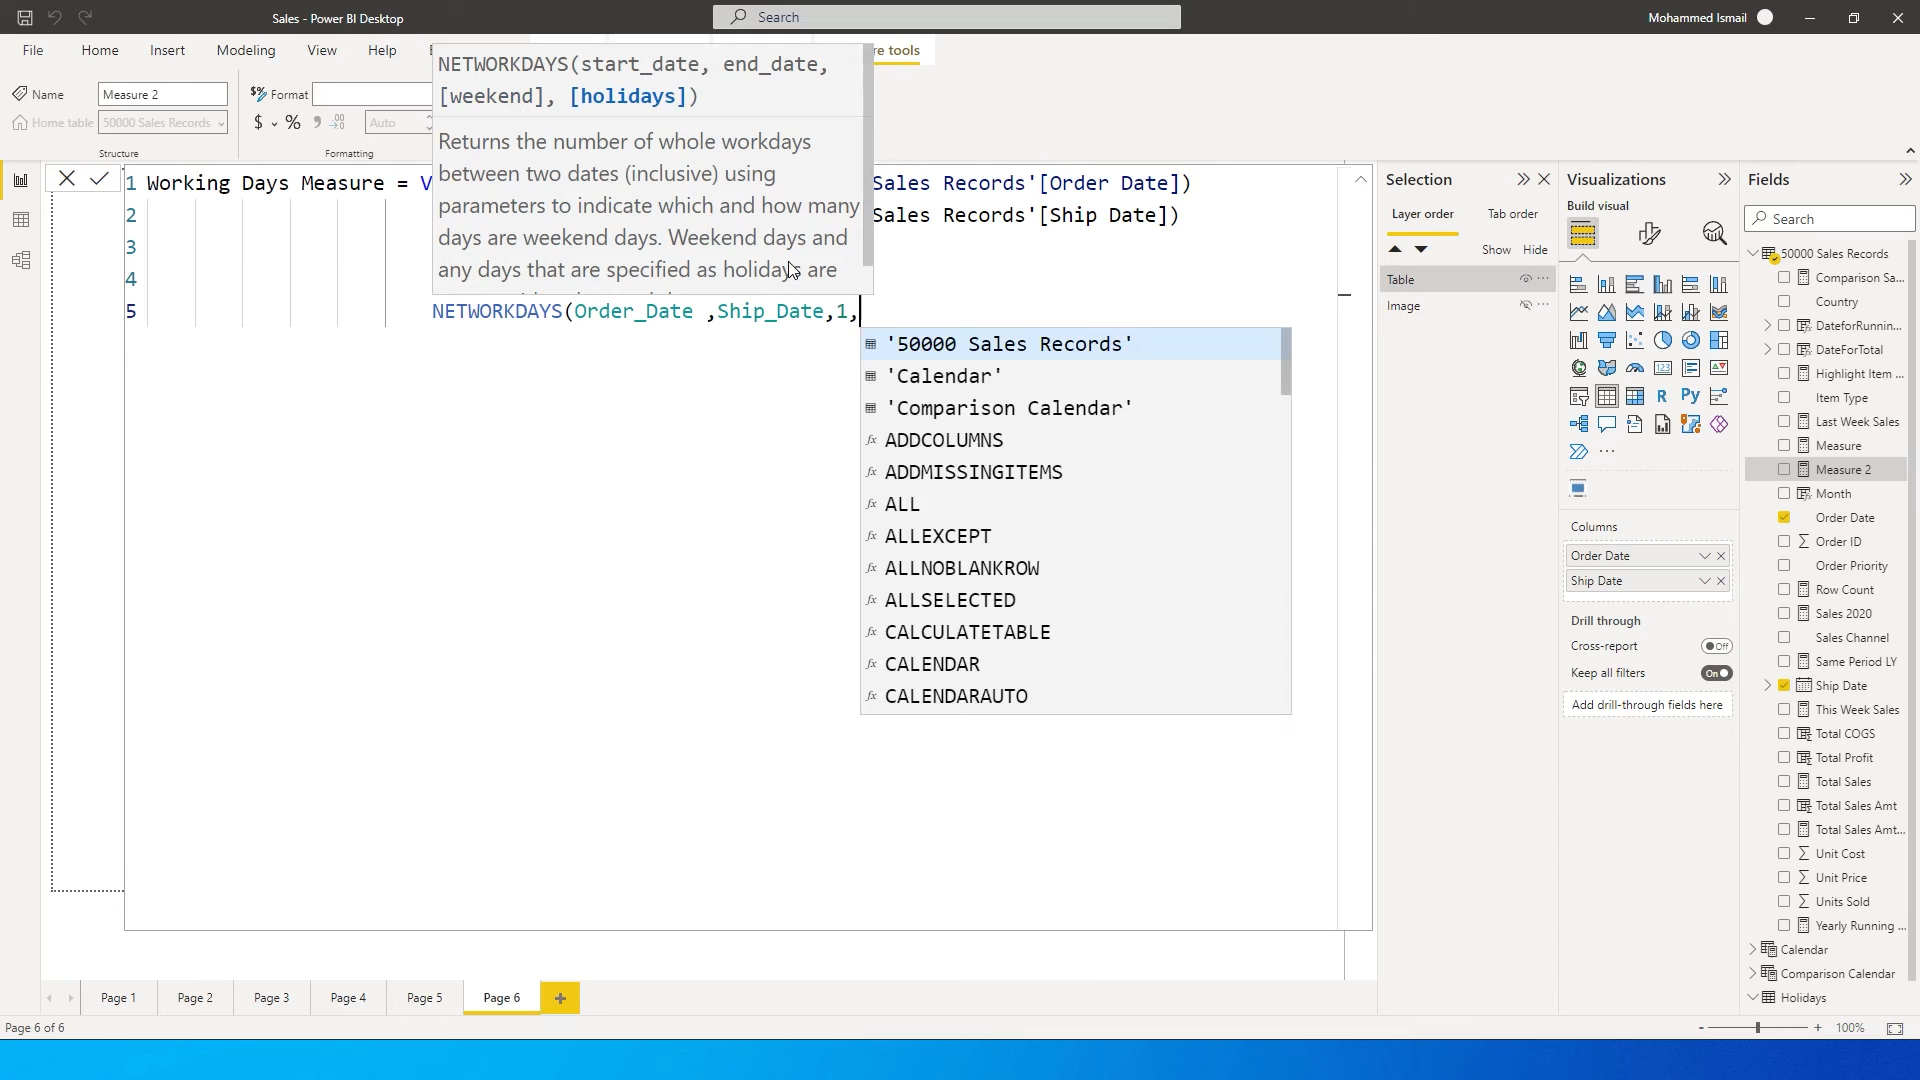 Sales - Power BI Desktop
Search
Mohammed Ismail
File
Home
Insert
Modeling
View
Help
re tools
Name
Measure 2
Home table
50000 Sales Records
Structure
Format
$
%
Auto
Formatting
NETWORKDAYS(start_date, end_date,
[weekend], [holidays])
Returns the number of whole workdays
between two dates (inclusive) using
parameters to indicate which and how many
days are weekend days. Weekend days and
any days that are specified as holidays are
1 Working Days Measure = V
Sales Records'[Order Date])
2
Sales Records'[Ship Date])
3
4
5 NETWORKDAYS(Order_Date ,Ship_Date,1,
'50000 Sales Records'
'Calendar'
'Comparison Calendar'
ADDCOLUMNS
ADDMISSINGITEMS
ALL
ALLEXCEPT
ALLNOBLANKROW
ALLSELECTED
CALCULATETABLE
CALENDAR
CALENDARAUTO
Selection
Layer order
Tab order
Show
Hide
Table
Image
Visualizations
Build visual
R
Py
Columns
Order Date
Ship Date
Drill through
Cross-report
Off
Keep all filters
On
Add drill-through fields here
Fields
Search
50000 Sales Records
Comparison Sa...
Country
DateforRunnin...
DateForTotal
Highlight Item ...
Item Type
Last Week Sales
Measure
Measure 2
Month
Order Date
Order ID
Order Priority
Row Count
Sales 2020
Sales Channel
Same Period LY
Ship Date
This Week Sales
Total COGS
Total Profit
Total Sales
Total Sales Amt
Total Sales Amt...
Unit Cost
Unit Price
Units Sold
Yearly Running ...
Calendar
Comparison Calendar
Holidays
Page 1
Page 2
Page 3
Page 4
Page 5
Page 6
+
Page 6 of 6
- + 100%